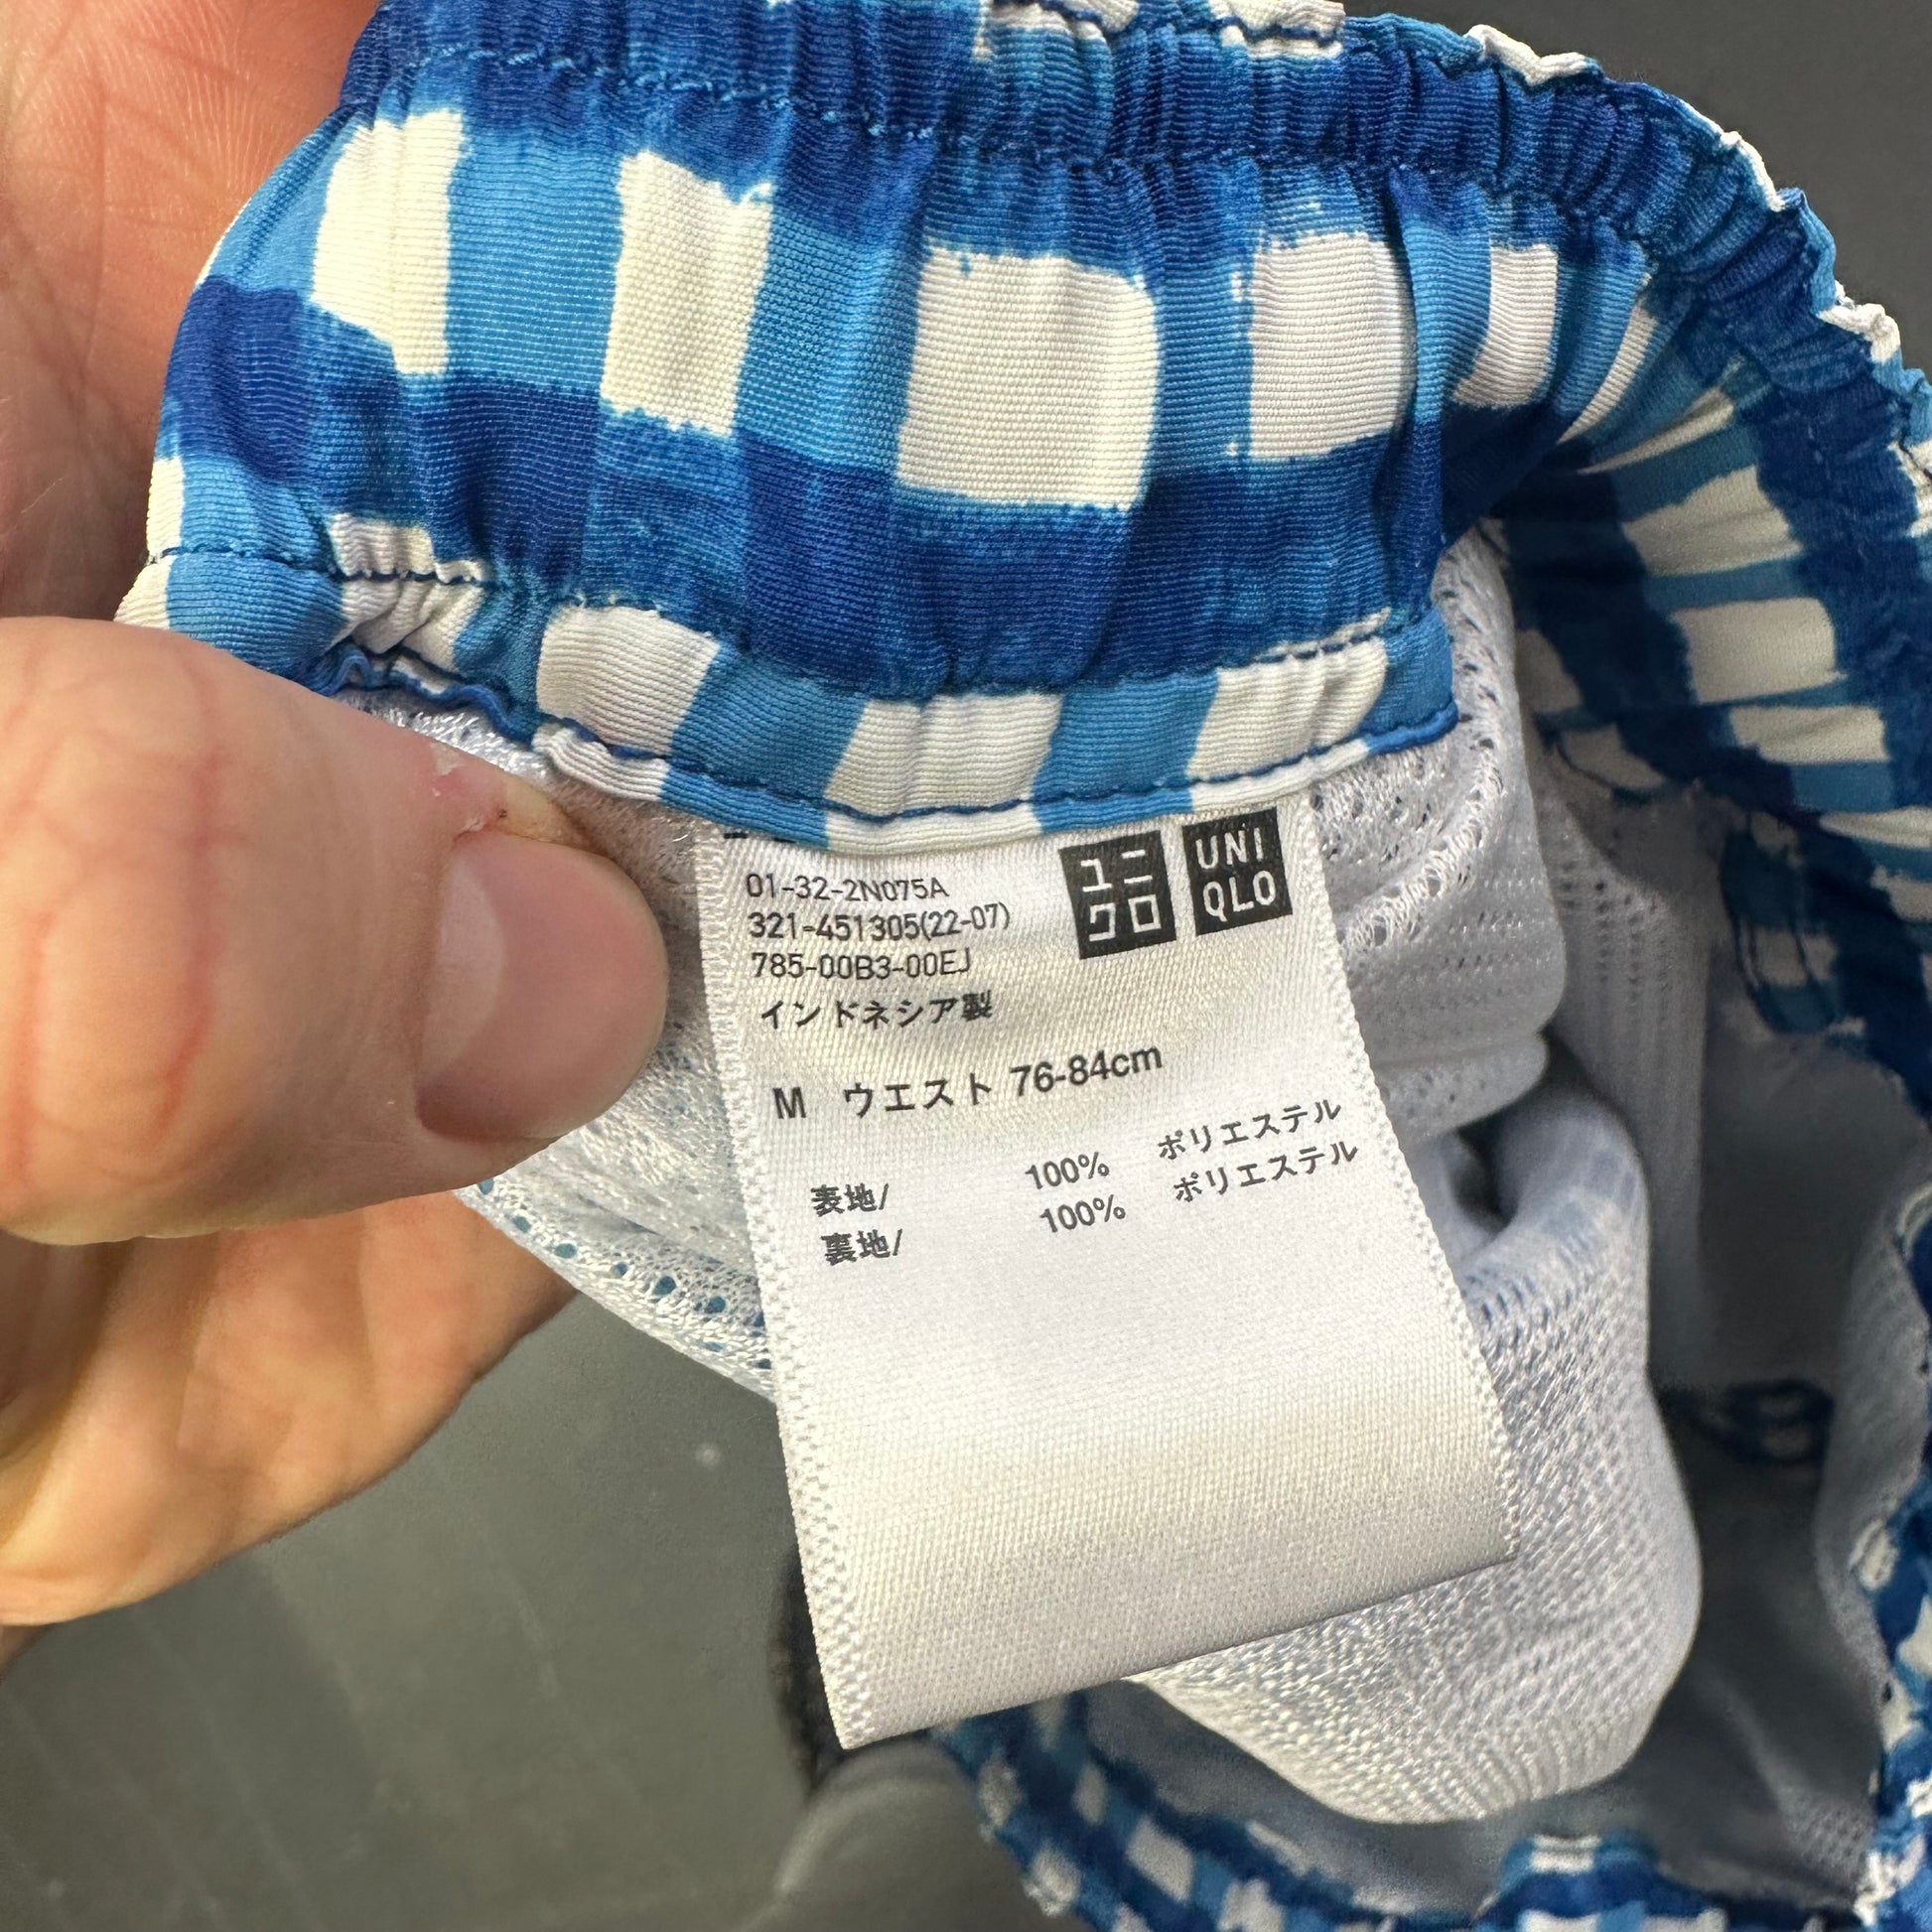 01-32-2N075A
321-451305(22-07)
785-00B3-00EJ
ユニ
クロ
UNI
QLO
インドネシア製
M ウエスト 76-84cm
表地/ 100% ポリエステル
裏地/ 100% ポリエステル